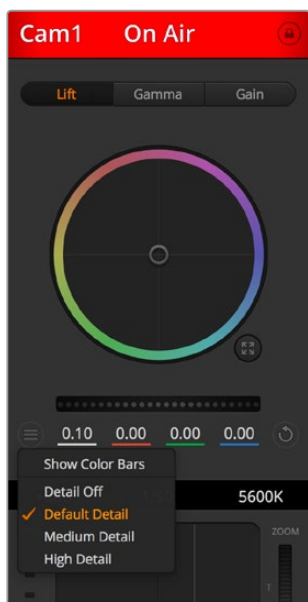 Cam1 On Air
Lift Gamma Gain
0.10 0.00 0.00 0.00
Show Color Bars
Detail Off
5600K
Default Detail
Medium Detail
ZOOM
High Detail
T